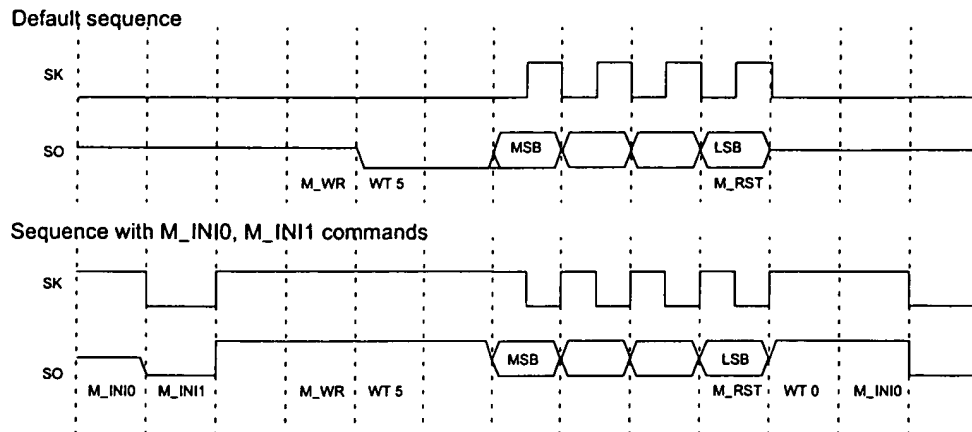 Default sequence
SK
SO
MSB
LSB
M_WR
WT 5
M_RST
Sequence with M_INI0, M_INI1 commands
SK
SO
MSB
LSB
M_INI0
M_INI1
M_WR
WT 5
M_RST
WT 0
M_INI0